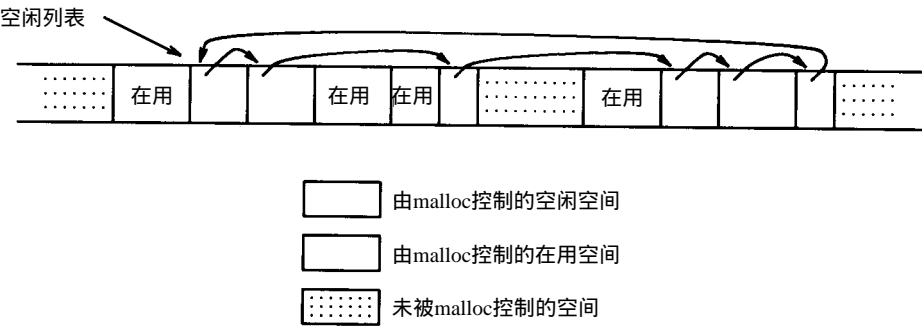 空闲列表
在用
在用
在用
在用
由malloc控制的空闲空间
由malloc控制的在用空间
未被malloc控制的空间